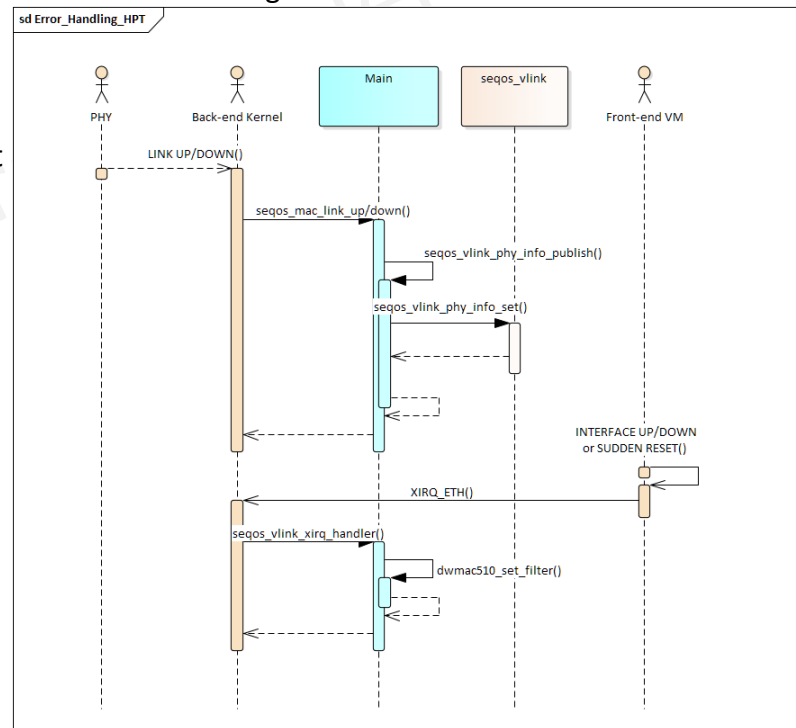 sd Error_Handling_HPT
PHY
Back-end Kernel
Main
seqos_vlink
Front-end VM
LINK UP/DOWN()
seqos_mac_link_up/down()
seqos_vlink_phy_info_publish()
seqos_vlink_phy_info_set()
INTERFACE UP/DOWN
or SUDDEN RESET()
XIRQ_ETH()
seqos_vlink_xirq_handler()
dwmac510_set_filter()